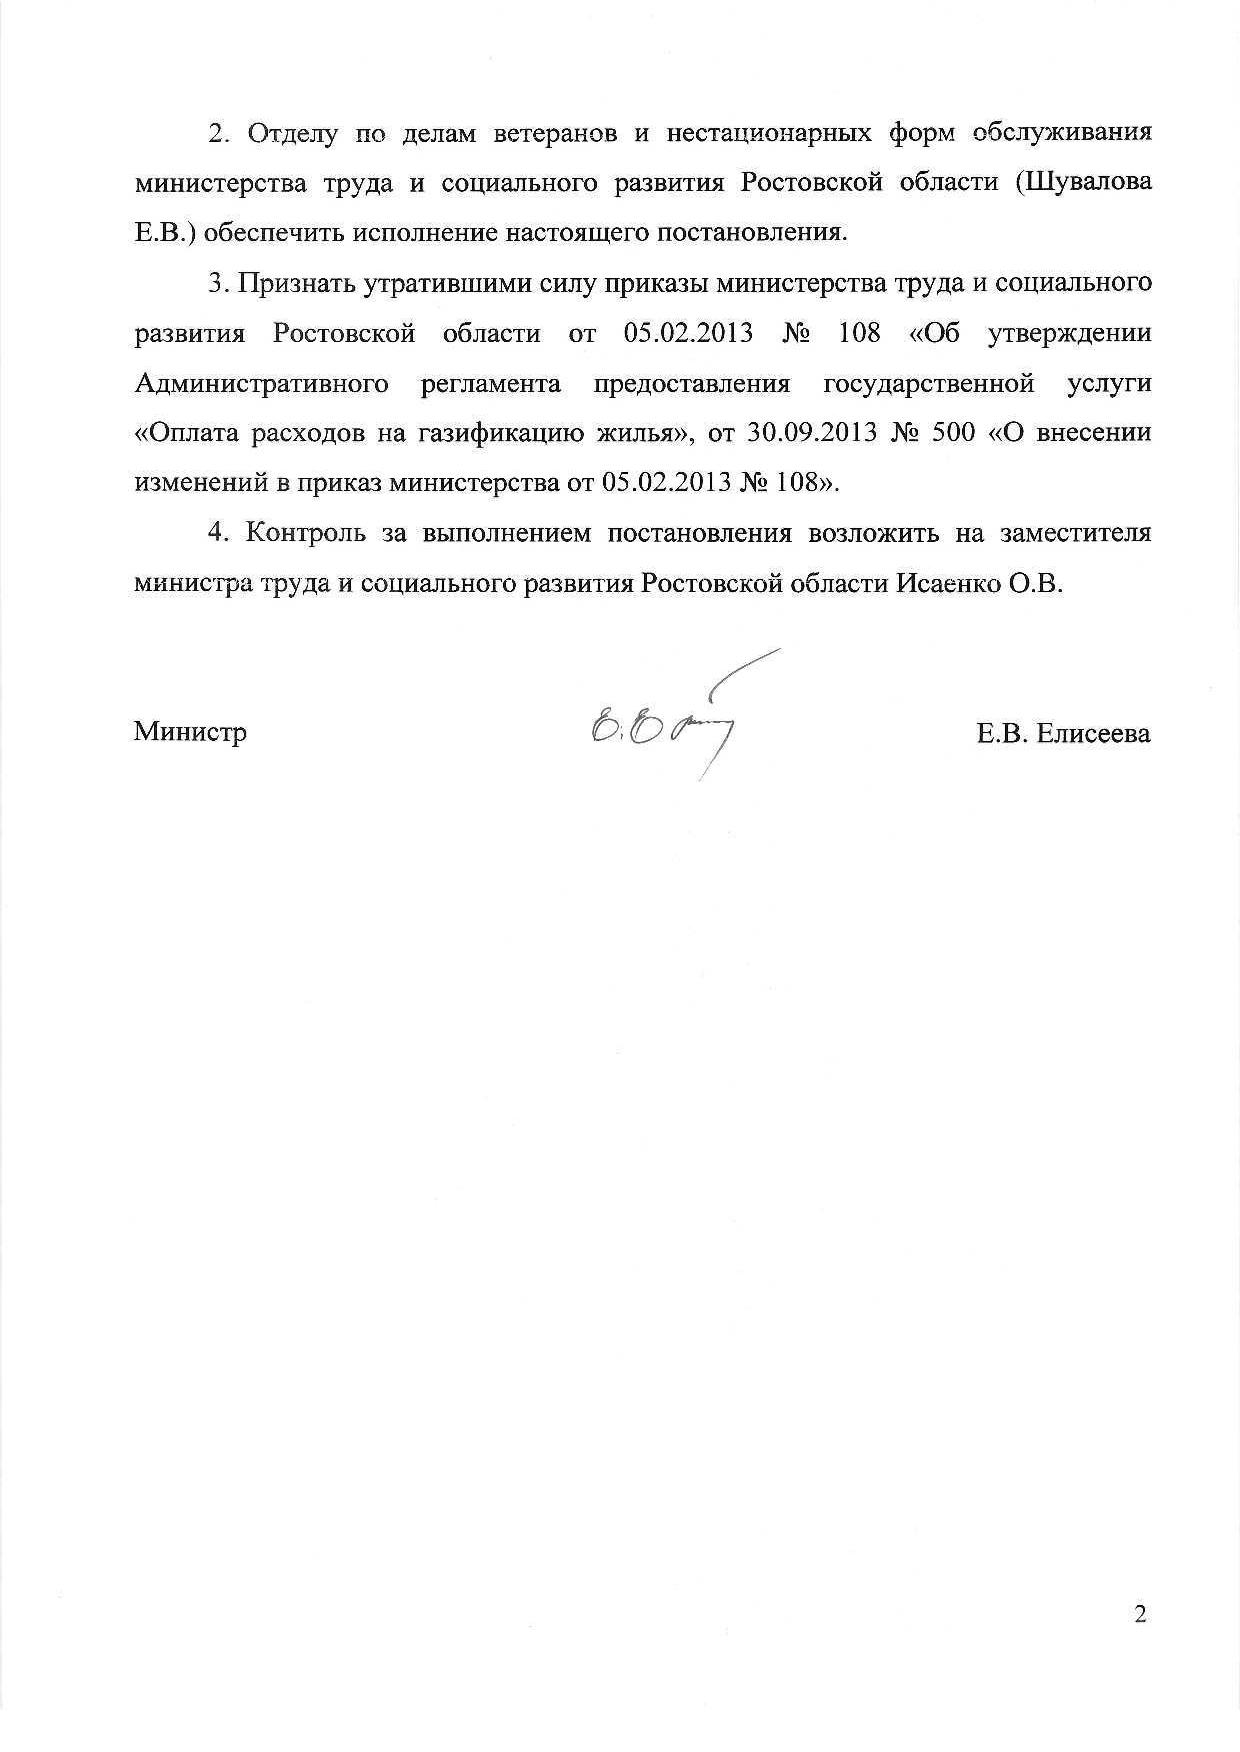 2. Отделу по делам ветеранов и нестационарных форм обслуживания
министерства труда и социального развития Ростовской области (Шувалова
Е.В.) обеспечить исполнение настоящего постановления.
3. Признать утратившими силу приказы министерства труда и социального
развития Ростовской области от 05.02.2013 № 108 «Об утверждении
Административного регламента предоставления государственной услуги
«Оплата расходов на газификацию жилья», от 30.09.2013 № 500 «О внесении
изменений в приказ министерства от 05.02.2013 № 108».
4. Контроль за выполнением постановления возложить на заместителя
министра труда и социального развития Ростовской области Исаенко О.В.
Министр Е.В. Елисеева
2